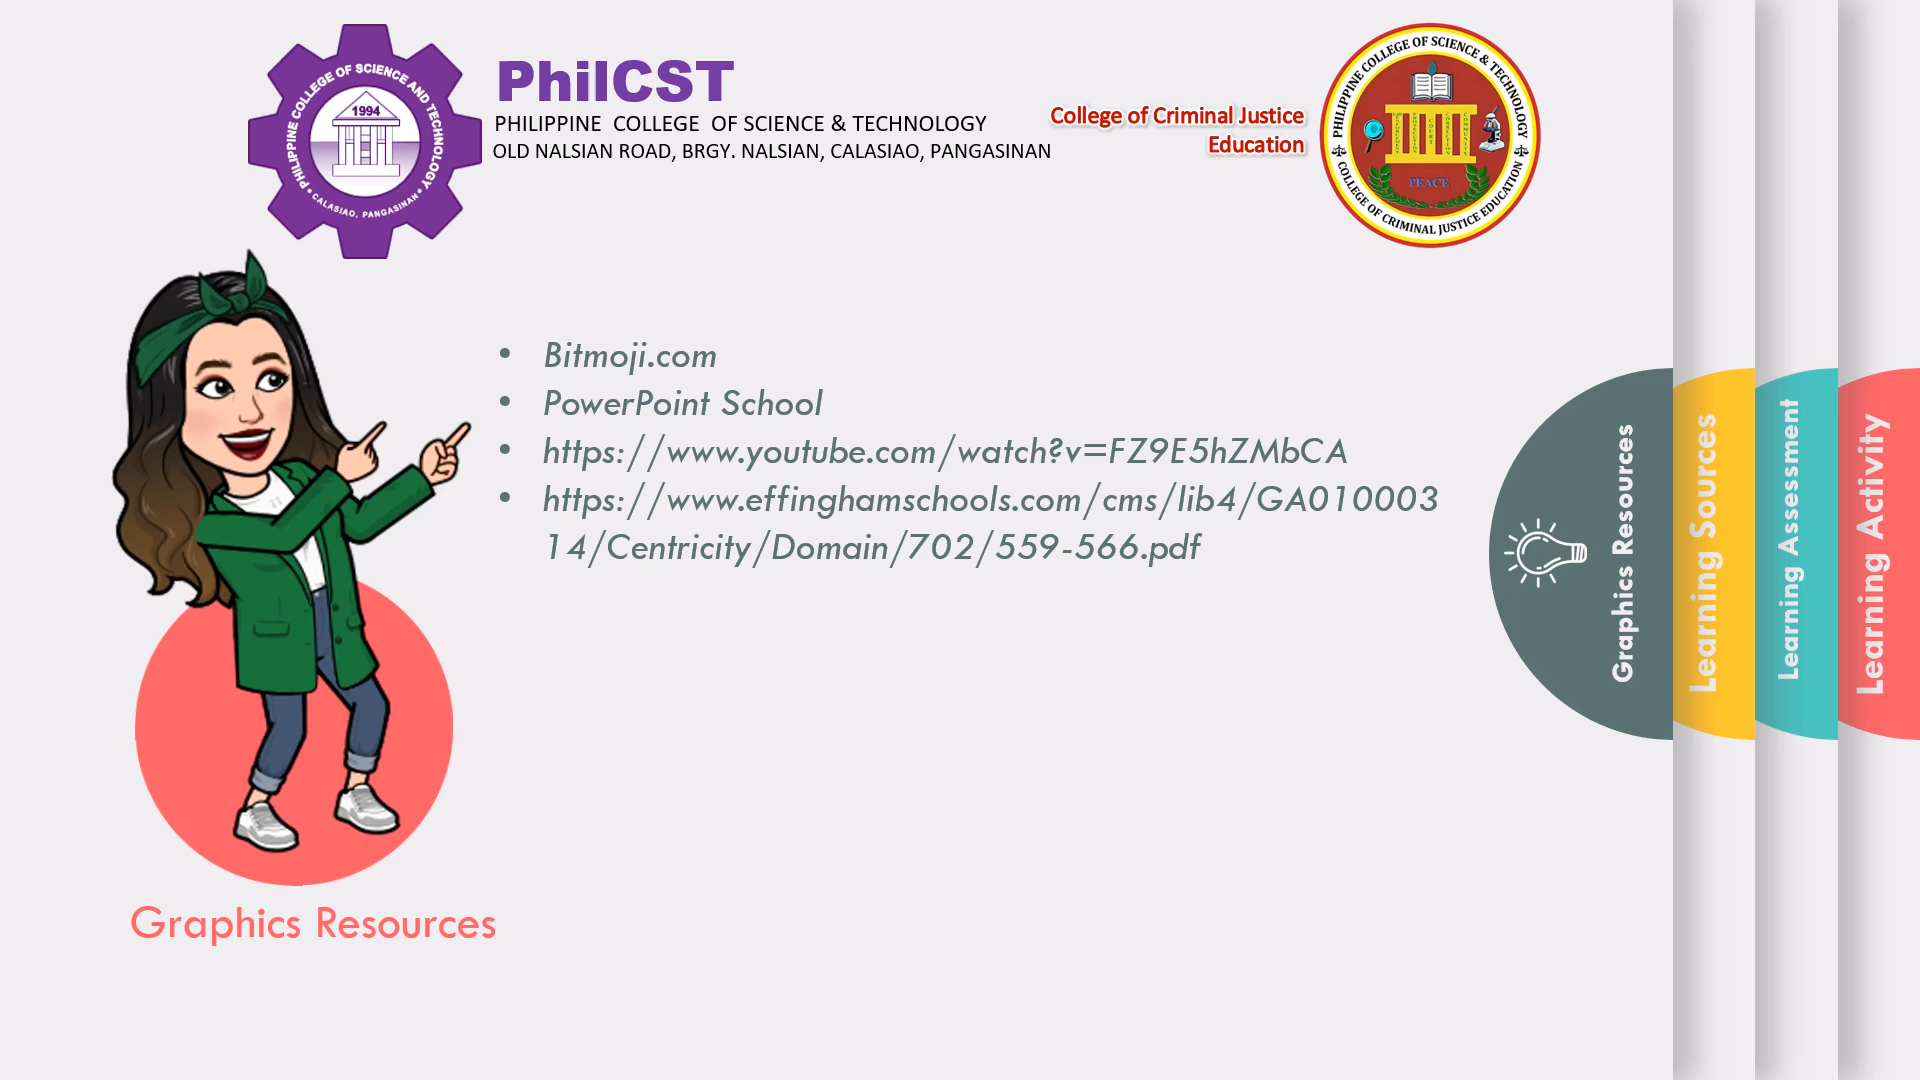 PHILIPPINE COLLEGE OF SCIENCE AND TECHNOLOGY
1994
• CALASIAO, PANGASINAN •
PhilCST
PHILIPPINE COLLEGE OF SCIENCE & TECHNOLOGY
OLD NALSIAN ROAD, BRGY. NALSIAN, CALASIAO, PANGASINAN
College of Criminal Justice
Education
PHILIPPINE COLLEGE OF SCIENCE & TECHNOLOGY
PEACE
COLLEGE OF CRIMINAL JUSTICE EDUCATION
• Bitmoji.com
• PowerPoint School
• https://www.youtube.com/watch?v=FZ9E5hZMbCA
• https://www.effinghamschools.com/cms/lib4/GA010003
14/Centricity/Domain/702/559-566.pdf
Graphics Resources
Graphics Resources
Learning Sources
Learning Assessment
Learning Activity